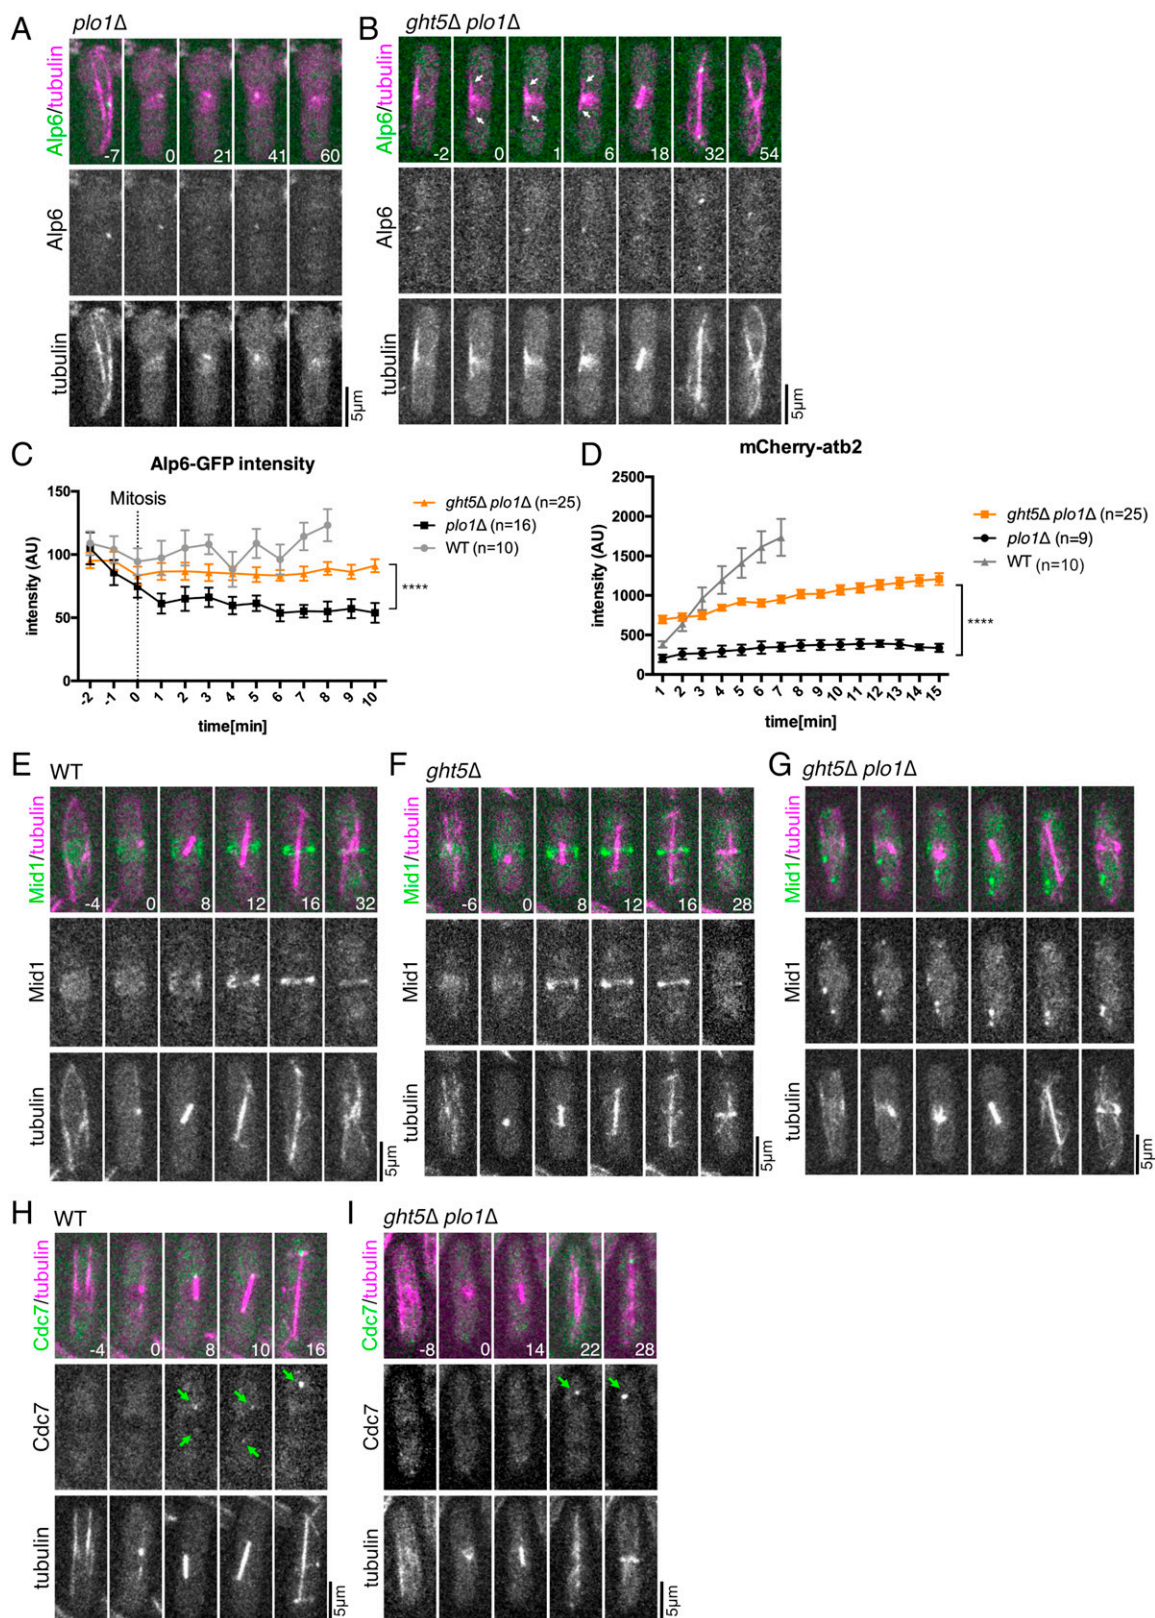 A plo1Δ
Alp6/tubulin
-7 0 21 41 60
Alp6
tubulin
5μm
B ght5Δ plo1Δ
Alp6/tubulin
-2 0 1 6 18 32 54
Alp6
tubulin
5μm
C Alp6-GFP intensity
Mitosis
intensity (AU)
150
100
50
0
-2 -1 0 1 2 3 4 5 6 7 8 9 10
time[min]
ght5Δ plo1Δ (n=25)
plo1Δ (n=16)
WT (n=10)
****
D mCherry-atb2
intensity (AU)
2500
2000
1500
1000
500
0
1 2 3 4 5 6 7 8 9 10 11 12 13 14 15
time[min]
ght5Δ plo1Δ (n=25)
plo1Δ (n=9)
WT (n=10)
****
E WT
Mid1/tubulin
-4 0 8 12 16 32
Mid1
tubulin
5μm
F ght5Δ
Mid1/tubulin
-6 0 8 12 16 28
Mid1
tubulin
5μm
G ght5Δ plo1Δ
Mid1/tubulin
Mid1
tubulin
5μm
H WT
Cdc7/tubulin
-4 0 8 10 16
Cdc7
tubulin
5μm
I ght5Δ plo1Δ
Cdc7/tubulin
-8 0 14 22 28
Cdc7
tubulin
5μm